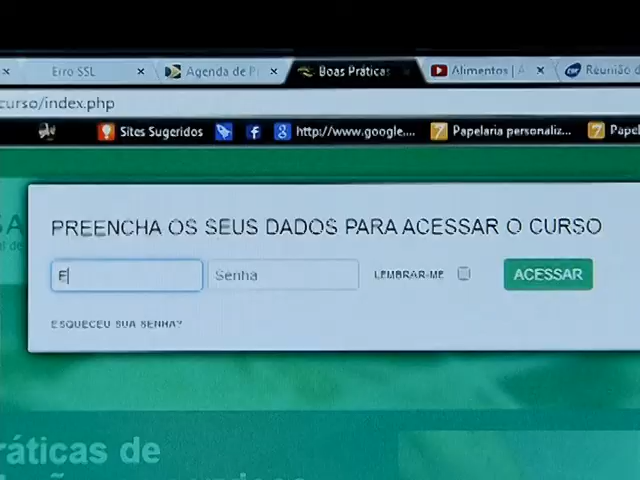 Erro SSL
Agenda de P
Boas Práticas
Alimentos | A
Reunião d
curso/index.php
Sites Sugeridos
http://www.google....
Papelaria personaliz...
Papel
PREENCHA OS SEUS DADOS PARA ACESSAR O CURSO
E
Senha
LEMBRAR-ME
ACESSAR
ESQUECEU SUA SENHA?
ráticas de